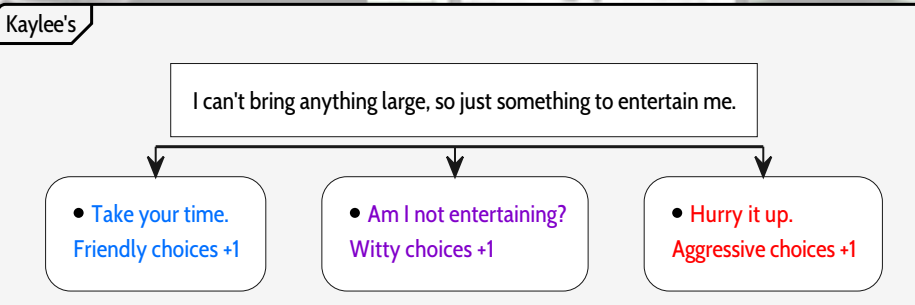 Kaylee's
I can't bring anything large, so just something to entertain me.
• Take your time.
Friendly choices +1
• Am I not entertaining?
Witty choices +1
• Hurry it up.
Aggressive choices +1